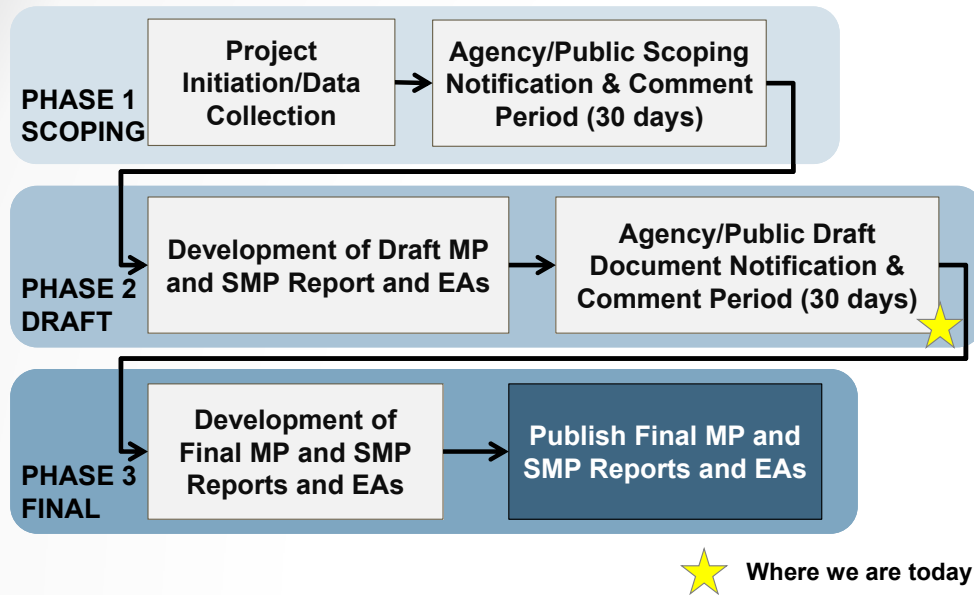 PHASE 1
SCOPING
Project
Initiation/Data
Collection
Agency/Public Scoping
Notification & Comment
Period (30 days)
PHASE 2
DRAFT
Development of Draft MP
and SMP Report and EAs
Agency/Public Draft
Document Notification &
Comment Period (30 days)
PHASE 3
FINAL
Development of
Final MP and SMP
Reports and EAs
Publish Final MP and
SMP Reports and EAs
Where we are today